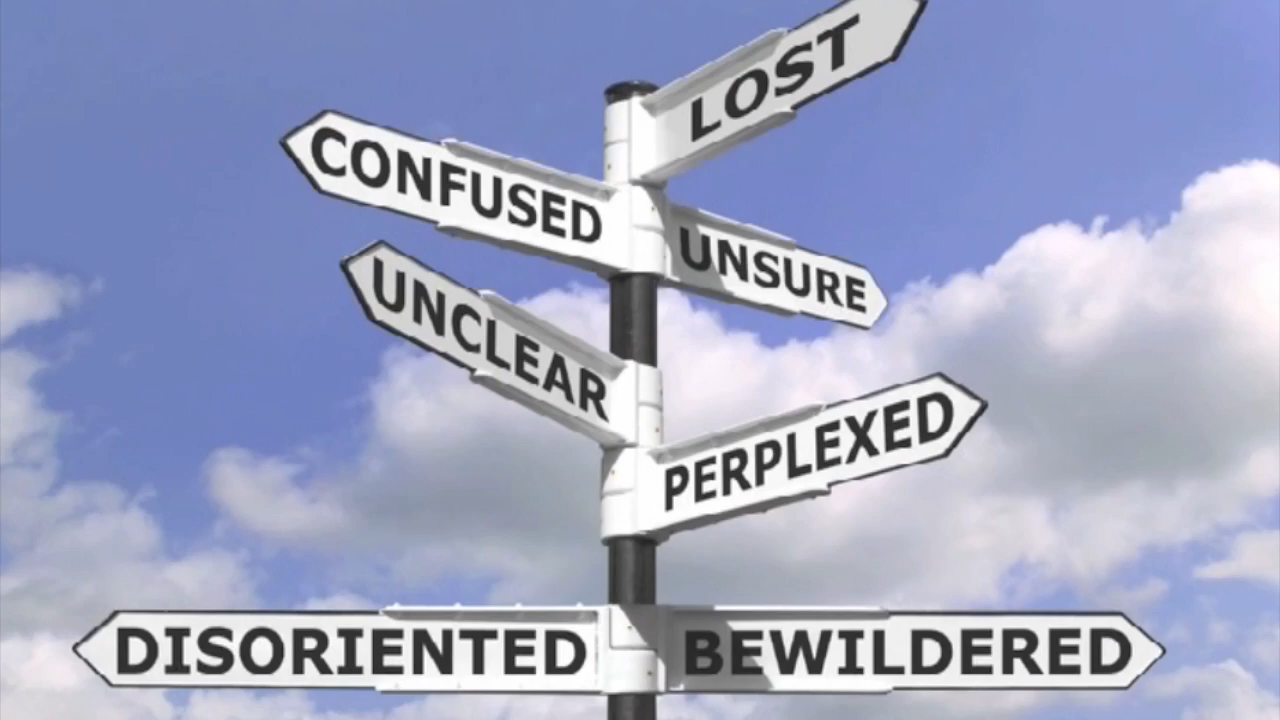 LOST
CONFUSED
UNSURE
UNCLEAR
PERPLEXED
DISORIENTED
BEWILDERED